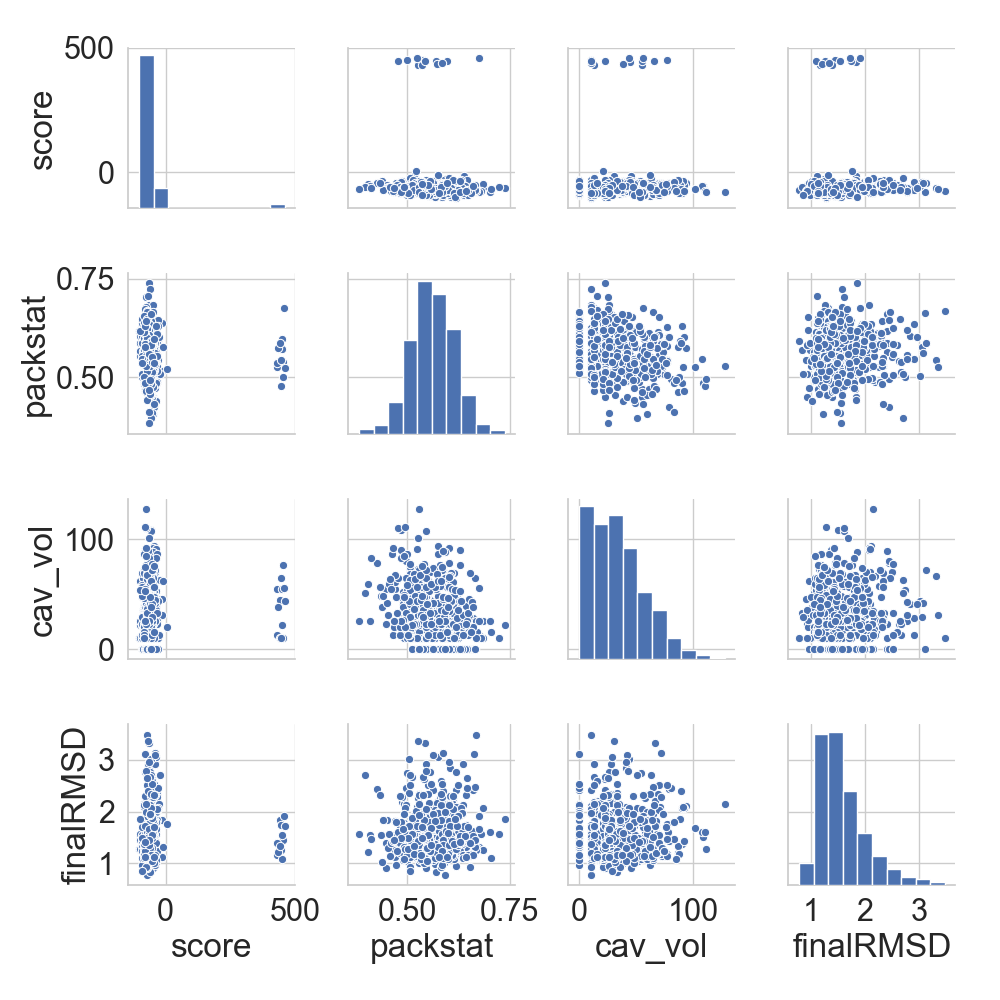 500
score
0
0.75
packstat
0.50
cav_vol
100
0
finalRMSD
3
2
1
0 500 0.50 0.75 0 100 1 2 3
score packstat cav_vol finalRMSD